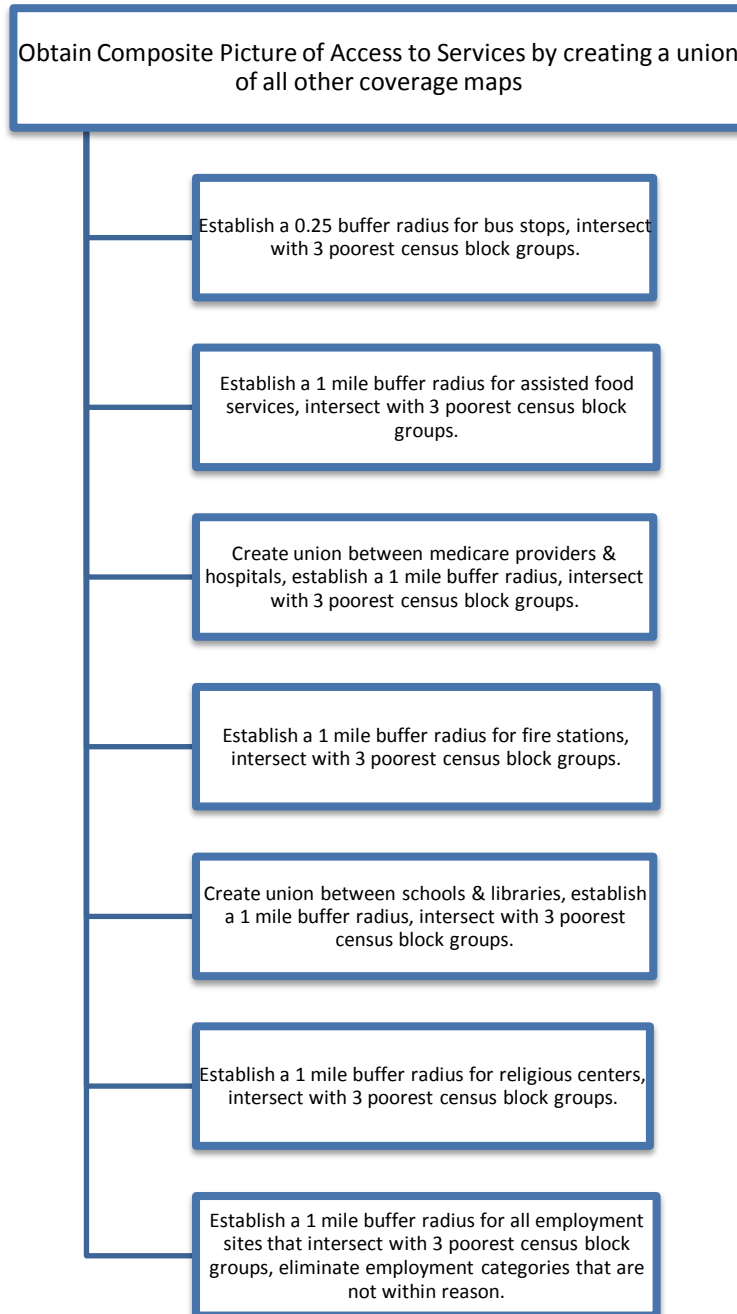 Obtain Composite Picture of Access to Services by creating a union
of all other coverage maps
Establish a 0.25 buffer radius for bus stops, intersect
with 3 poorest census block groups.
Establish a 1 mile buffer radius for assisted food
services, intersect with 3 poorest census block
groups.
Create union between medicare providers &
hospitals, establish a 1 mile buffer radius, intersect
with 3 poorest census block groups.
Establish a 1 mile buffer radius for fire stations,
intersect with 3 poorest census block groups.
Create union between schools & libraries, establish
a 1 mile buffer radius, intersect with 3 poorest
census block groups.
Establish a 1 mile buffer radius for religious centers,
intersect with 3 poorest census block groups.
Establish a 1 mile buffer radius for all employment
sites that intersect with 3 poorest census block
groups, eliminate employment categories that are
not within reason.